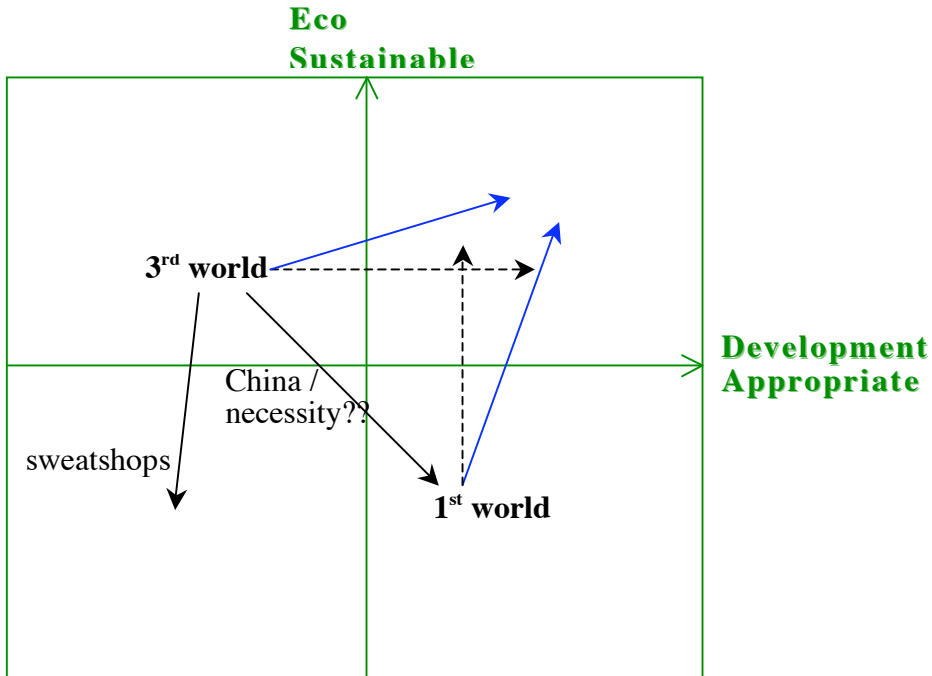 Eco
Sustainable
3rd world
Development
Appropriate
China /
necessity??
sweatshops
1st world